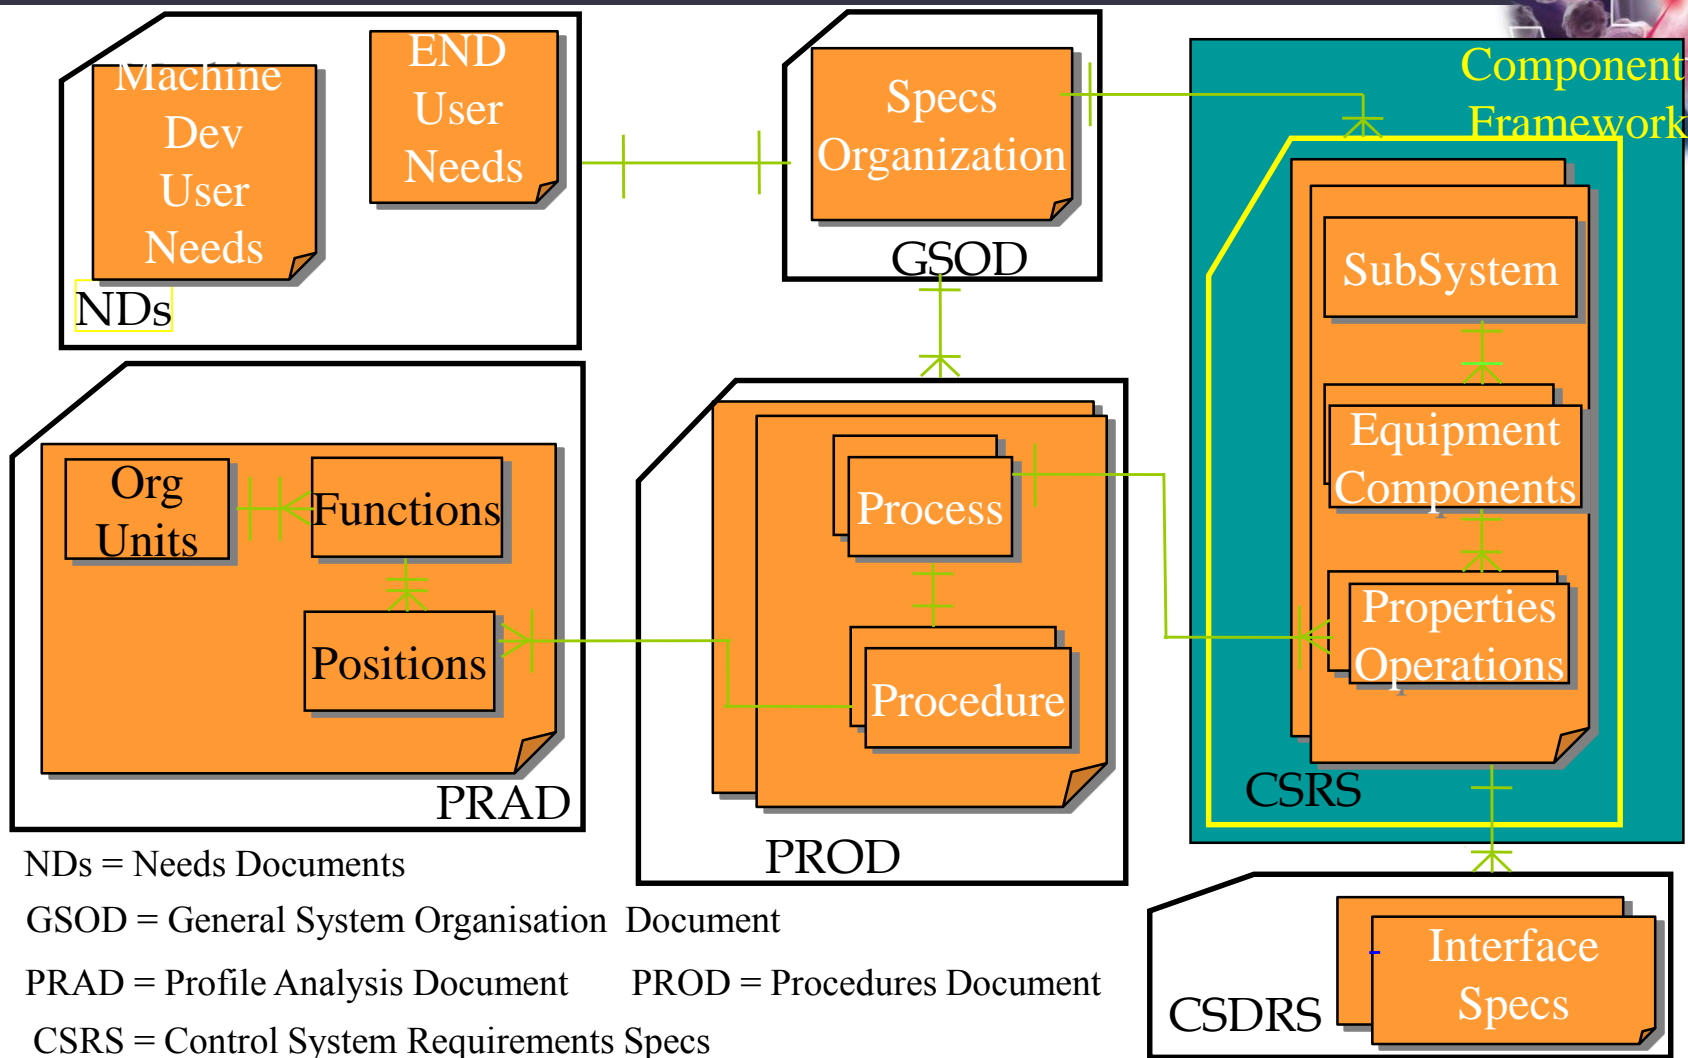 Machine
Dev
User
Needs
END
User
Needs
NDs
Specs
Organization
GSOD
Component
Framework
SubSystem
Equipment
Components
Properties
Operations
CSRS
Org
Units
Functions
Positions
PRAD
Process
Procedure
PROD
Interface
Specs
CSDRS
NDs = Needs Documents
GSOD = General System Organisation Document
PRAD = Profile Analysis Document PROD = Procedures Document
CSRS = Control System Requirements Specs